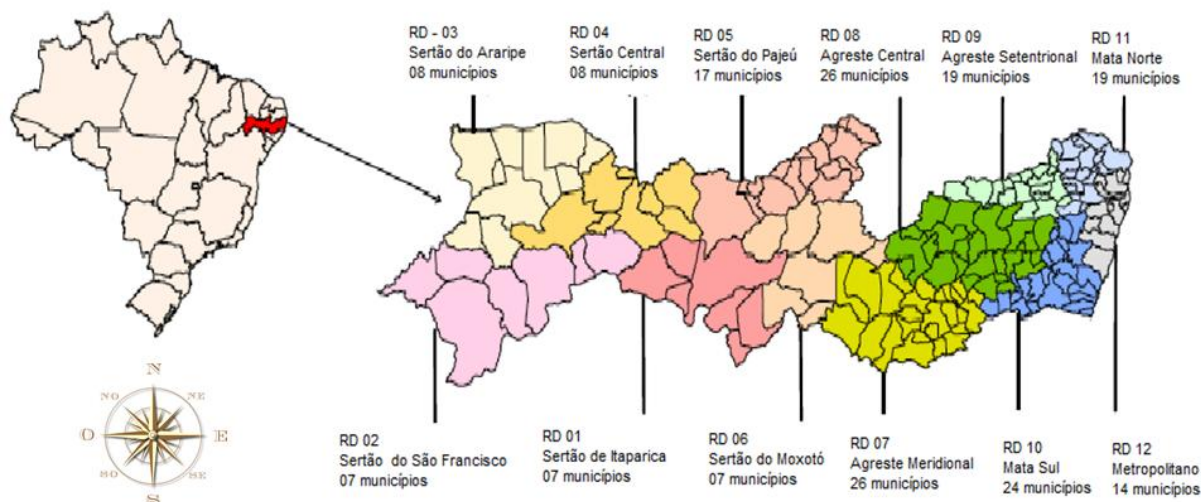 RD - 03
Sertão do Araripe
08 municípios
RD 04
Sertão Central
08 municípios
RD 05
Sertão do Pajeú
17 municípios
RD 08
Agreste Central
26 municípios
RD 09
Agreste Setentrional
19 municípios
RD 11
Mata Norte
19 municípios
N
NO
NE
O
E
SO
SE
S
RD 02
Sertão do São Francisco
07 municípios
RD 01
Sertão de Itaparica
07 municípios
RD 06
Sertão do Moxotó
07 municípios
RD 07
Agreste Meridional
26 municípios
RD 10
Mata Sul
24 municípios
RD 12
Metropolitano
14 municípios